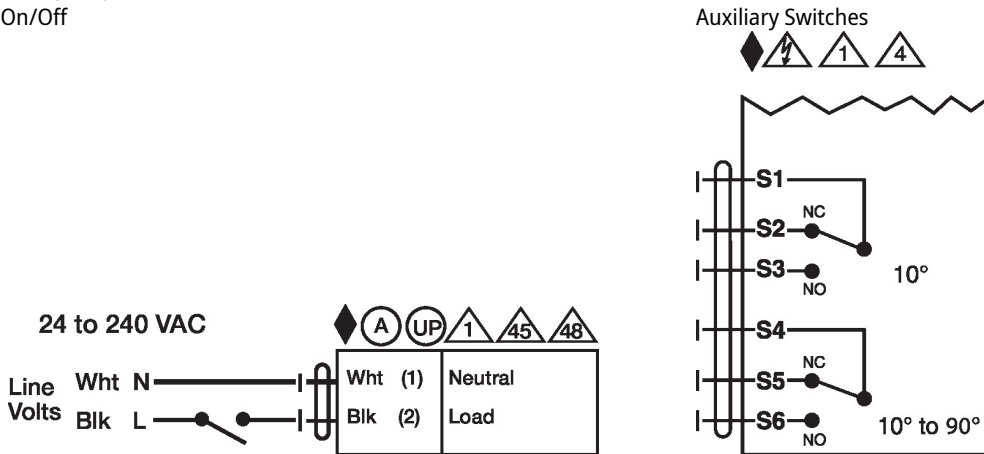 On/Off
24 to 240 VAC
A UP 1 45 48
Line Volts
Wht N
Wht (1) Neutral
Blk L
Blk (2) Load
Auxiliary Switches
1 4
S1
S2 NC
S3 NO
10°
S4
S5 NC
S6 NO
10° to 90°